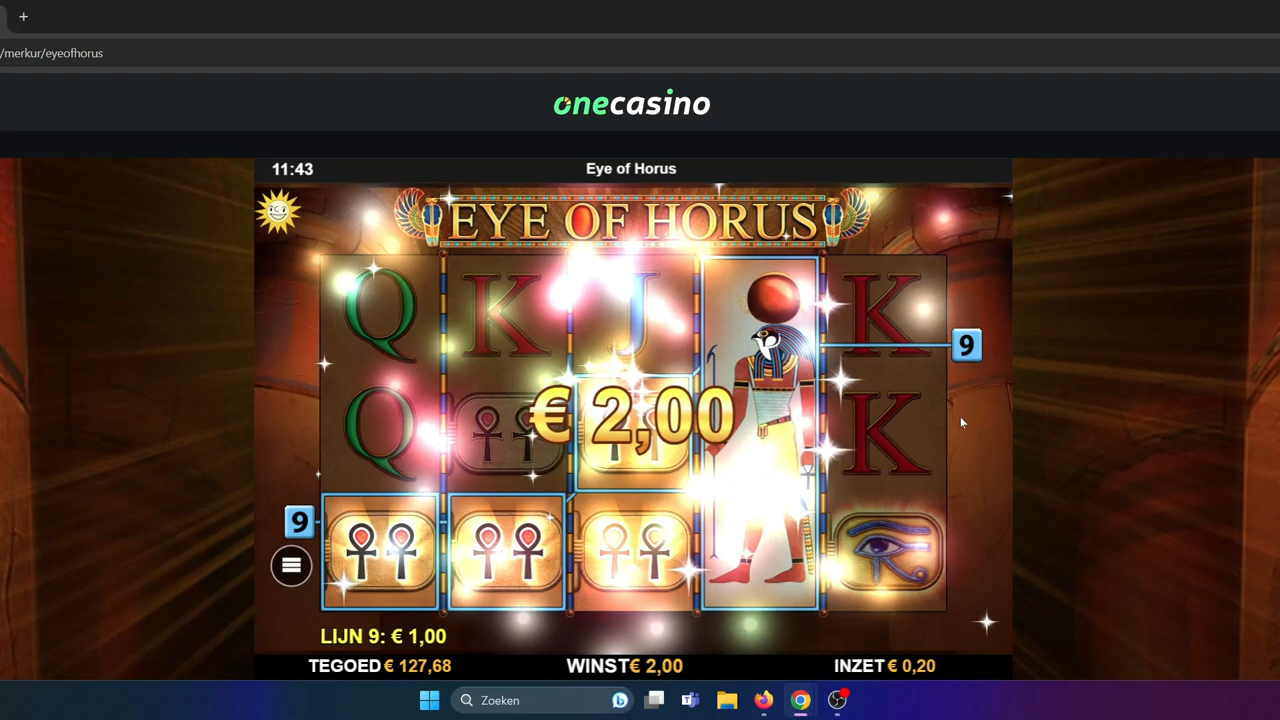 +
/merkur/eyeofhorus
onecasino
11:43
Eye of Horus
EYE OF HORUS
Q K J K
9
Q K
€ 2,00
9
LIJN 9: € 1,00
TEGOED € 127,68
WINST € 2,00
INZET € 0,20
Zoeken